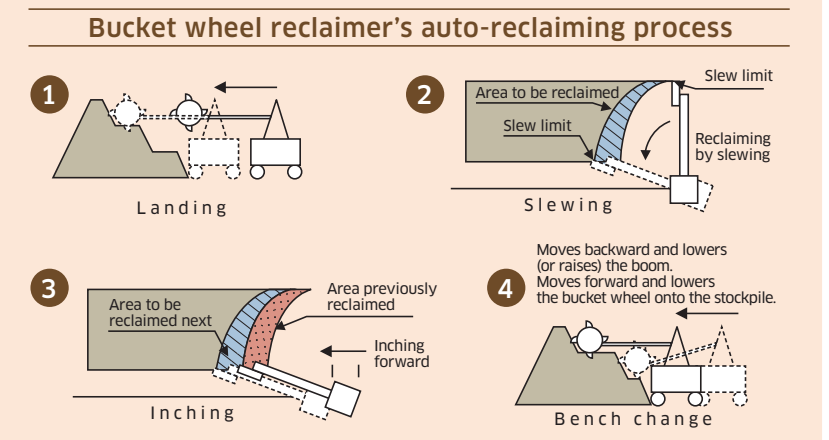 Bucket wheel reclaimer's auto-reclaiming process
1
Landing
2
Slew limit
Area to be reclaimed
Slew limit
Reclaiming
by slewing
Slewing
3
Area to be
reclaimed next
Area previously
reclaimed
Inching
forward
Inching
4
Moves backward and lowers
(or raises) the boom.
Moves forward and lowers
the bucket wheel onto the stockpile.
Bench change